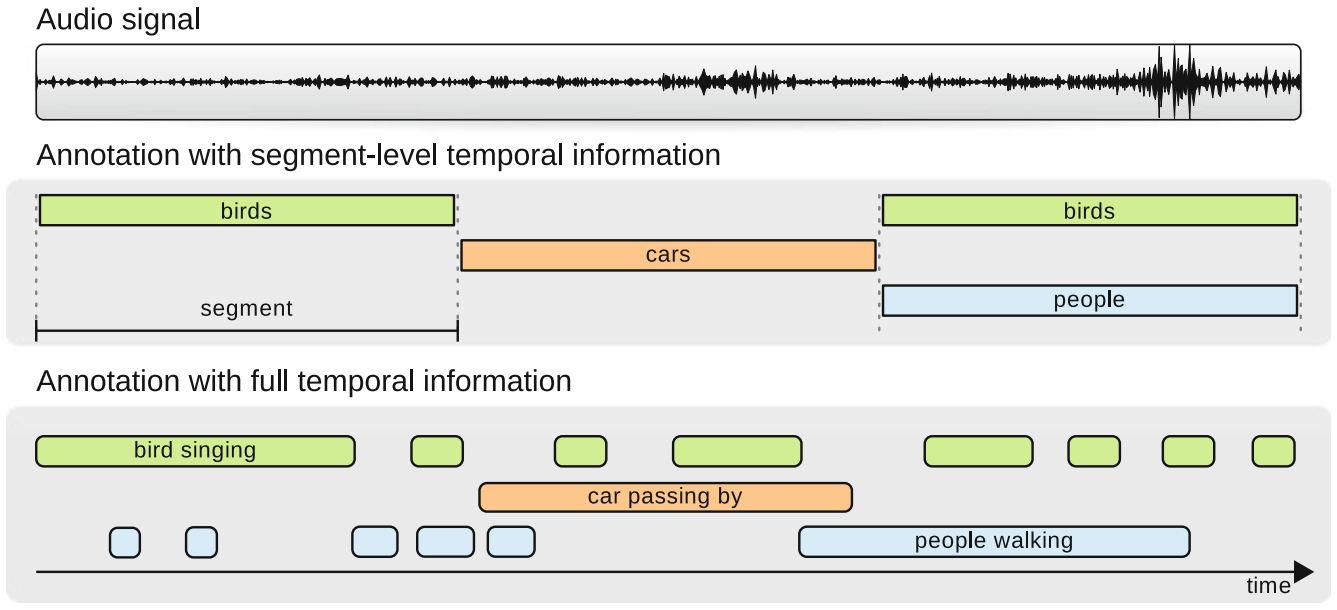 Audio signal
Annotation with segment-level temporal information
birds birds
cars
people
segment
Annotation with full temporal information
bird singing
car passing by
people walking
time